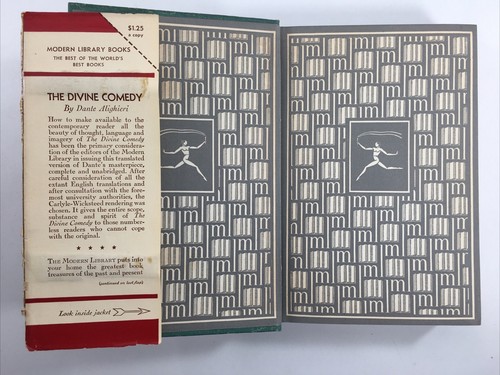 $1.25
a copy
MODERN LIBRARY BOOKS
THE BEST OF THE WORLD'S
BEST BOOKS
THE DIVINE COMEDY
By Dante Alighieri
How to make available to the
contemporary reader all the
beauty of thought, language and
imagery of The Divine Comedy
has been the primary considera-
tion of the editors of the Modern
Library in issuing this translated
version of Dante's masterpiece,
complete and unabridged. After
careful consideration of all the
extant English translations and
after consultation with the fore-
most university authorities, the
Carlyle-Wicksteed rendering was
chosen. It gives the entire scope,
substance and spirit of The
Divine Comedy to those number-
less readers who cannot cope
with the original.
★ ★ ★ ★
THE MODERN LIBRARY puts into
your home the greatest book
treasures of the past and present
(continued on last flap)
Look inside jacket